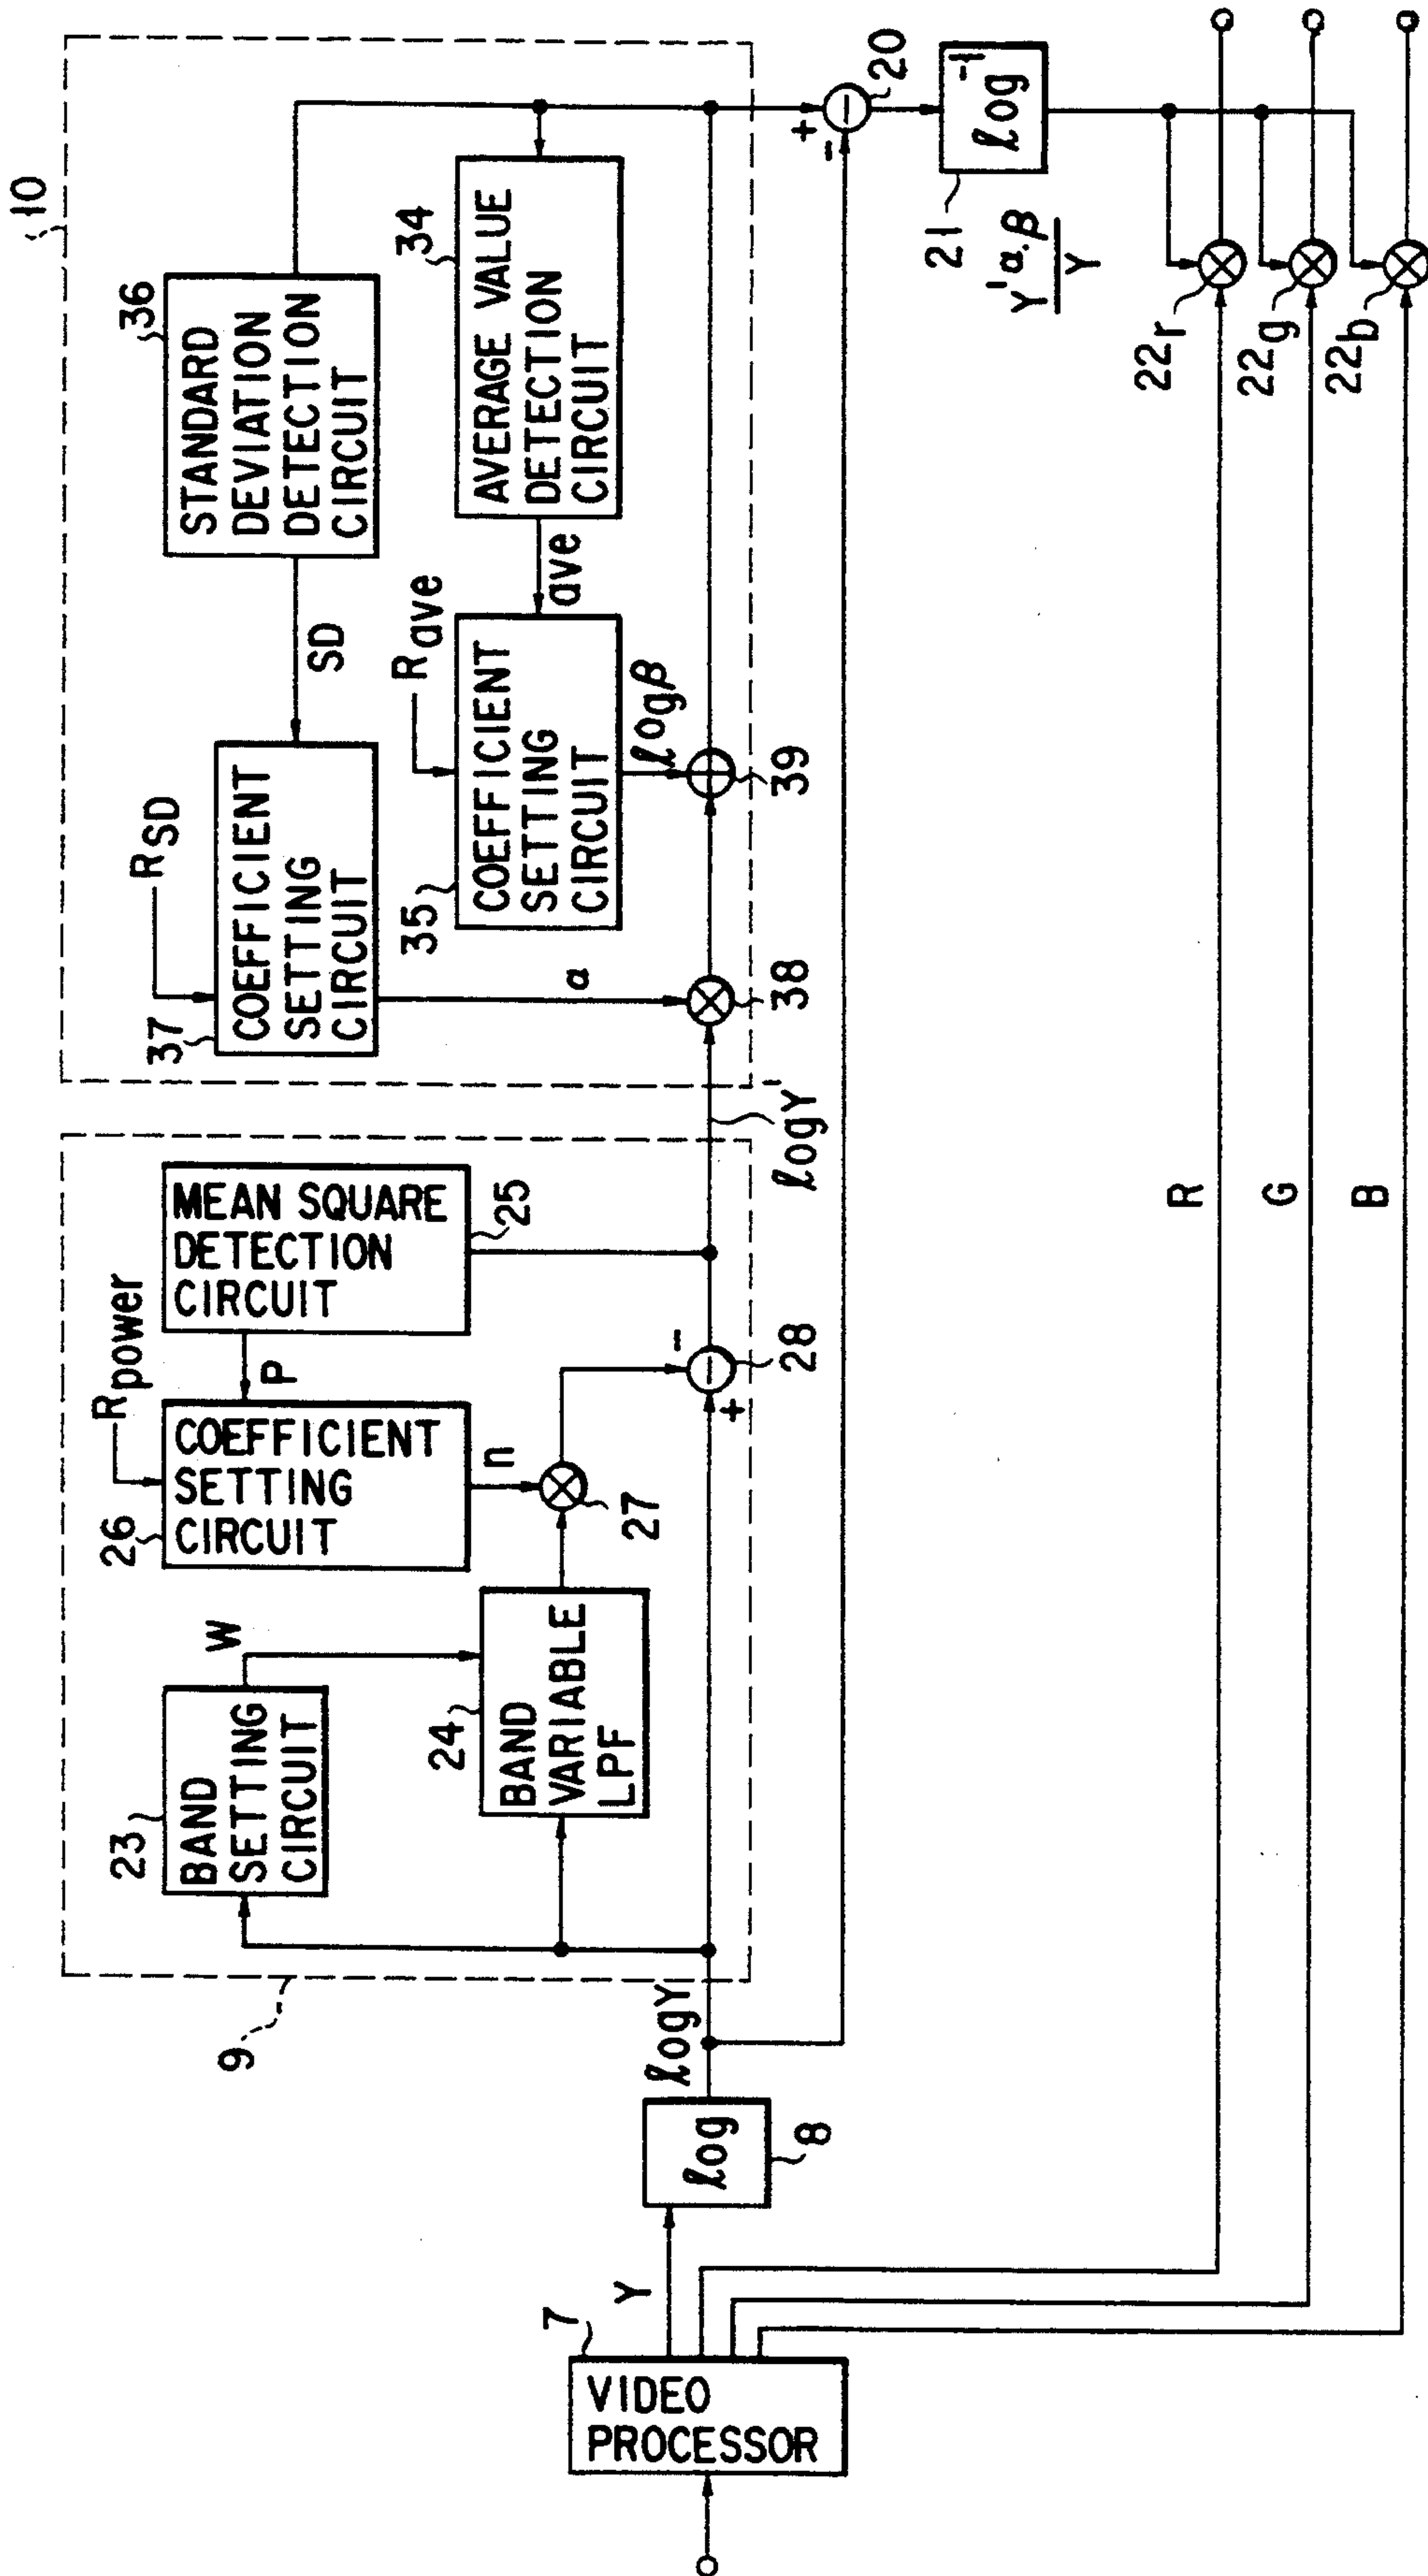 10
36
STANDARD
DEVIATION
DETECTION
CIRCUIT
SD
R SD
37
COEFFICIENT
SETTING
CIRCUIT
34
AVERAGE VALUE
DETECTION
CIRCUIT
ave
R ave
35
COEFFICIENT
SETTING
CIRCUIT
logβ
α
38
39
logY'
MEAN SQUARE
DETECTION
CIRCUIT
25
R power
P
26
COEFFICIENT
SETTING
CIRCUIT
n
27
28
+
-
W
23
BAND
SETTING
CIRCUIT
24
BAND
VARIABLE
LPF
9
logY
log
8
Y
7
VIDEO
PROCESSOR
+
-
20
log-1
21
Y'α·β
Y
22r
22g
22b
R
G
B